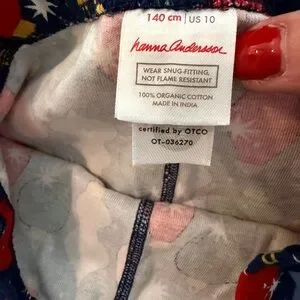 140 cm | US 10
hanna andersson
WEAR SNUG-FITTING,
NOT FLAME RESISTANT
100% ORGANIC COTTON
MADE IN INDIA
certified by OTCO
OT-036270